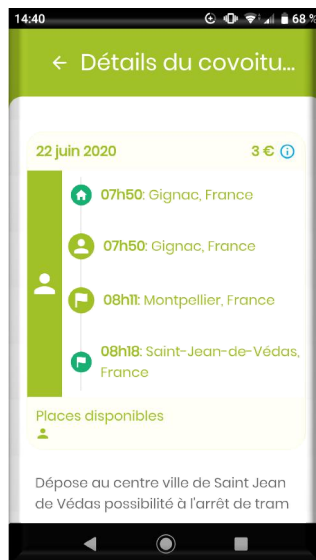 14:40
68 %
Détails du covoitu...
22 juin 2020
3 €
07h50: Gignac, France
07h50: Gignac, France
08h11: Montpellier, France
08h18: Saint-Jean-de-Védas,
France
Places disponibles
Dépose au centre ville de Saint Jean
de Védas possibilité à l'arrêt de tram